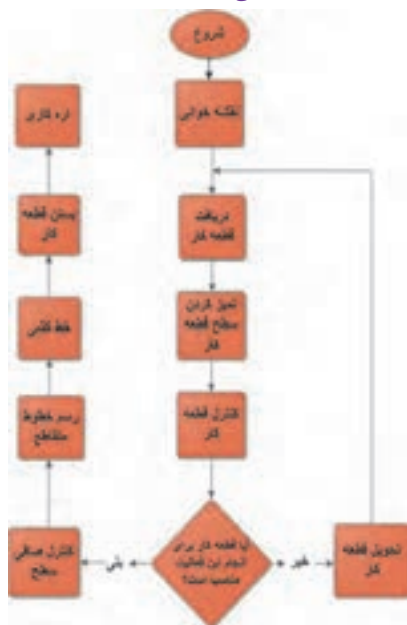 شروع
نقشه خوانی
دریافت
قطعه کار
تمیز کردن
سطح قطعه
کار
کنترل قطعه
کار
آیا قطعه کار برای
انجام این فعالیت
مناسب است؟
خیر
تحویل قطعه
کار
بلی
کنترل صافی
سطح
رسم خطوط
متقاطع
خط کشی
بستن قطعه
کار
اره کاری